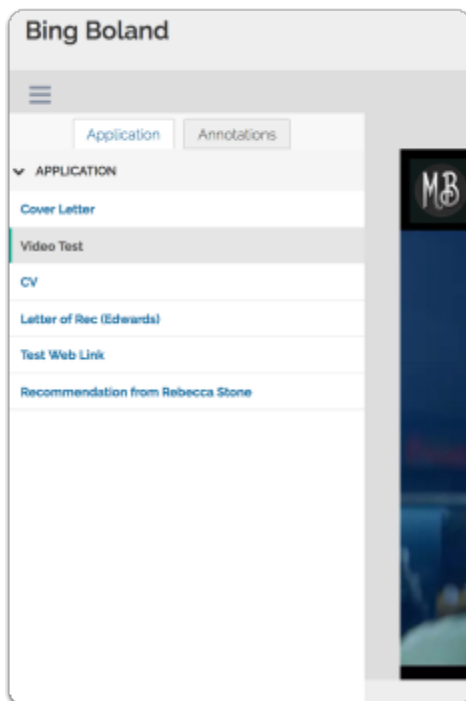 Bing Boland
Application Annotations
APPLICATION
Cover Letter
Video Test
CV
Letter of Rec (Edwards)
Test Web Link
Recommendation from Rebecca Stone
MB